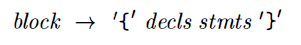 block → '{' decls stmts '}'